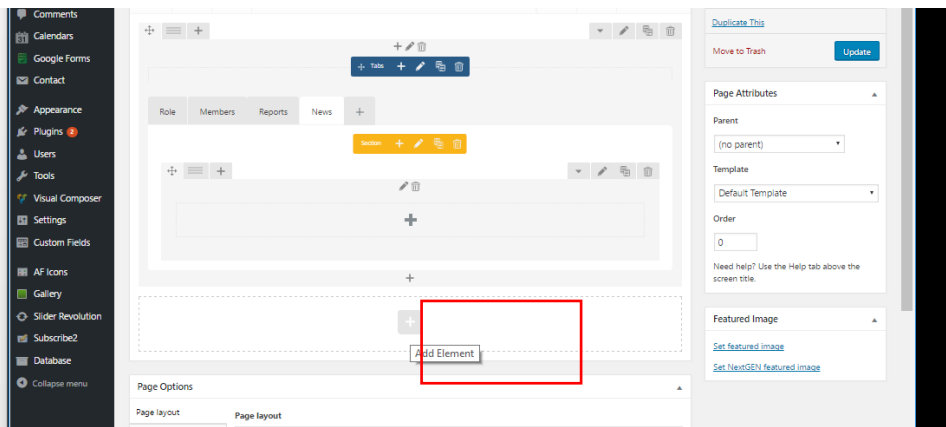 Comments
Calendars
Google Forms
Contact
Appearance
Plugins 2
Users
Tools
Visual Composer
Settings
Custom Fields
AF Icons
Gallery
Slider Revolution
Subscribe2
Database
Collapse menu
Tabs
Role Members Reports News
Section
Add Element
Page Options
Page layout Page layout
Duplicate This
Move to Trash Update
Page Attributes
Parent
(no parent)
Template
Default Template
Order
0
Need help? Use the Help tab above the
screen title.
Featured Image
Set featured image
Set NextGEN featured image